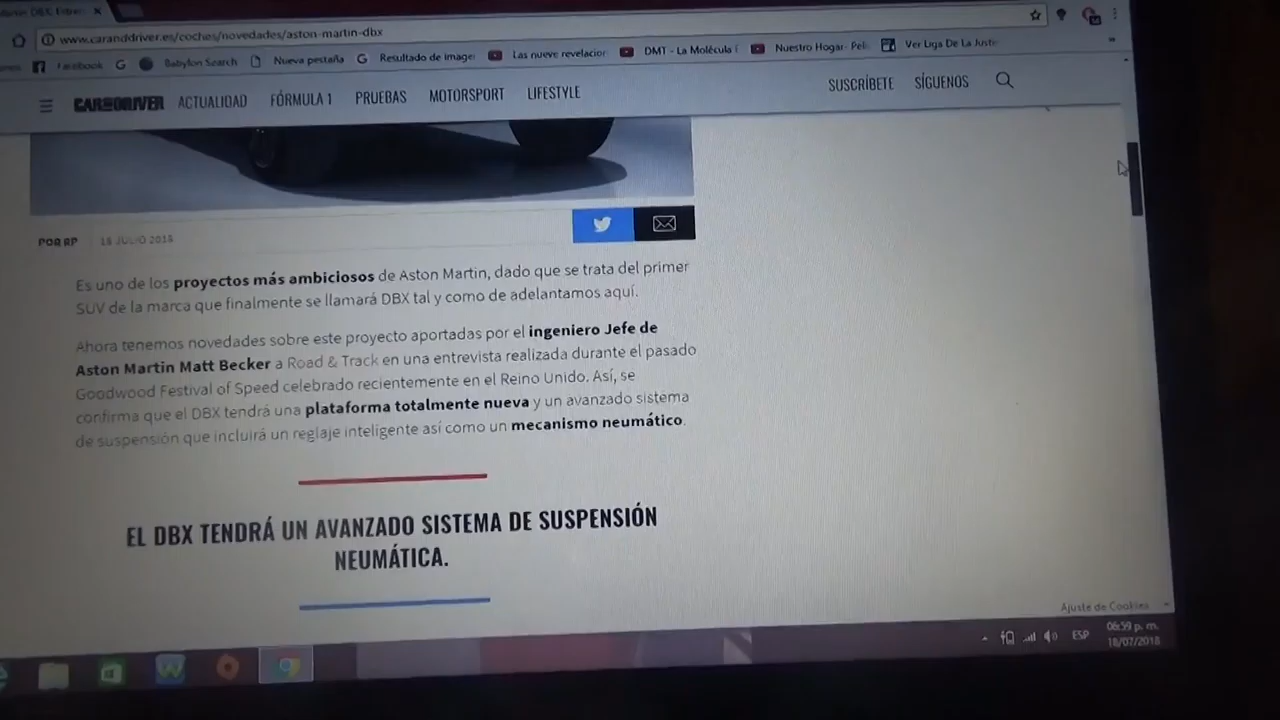 www.caranddriver.es/coches/novedades/aston-martin-dbx
Facebook Babylon Search Nueva pestaña Resultado de image Las nueve revelacior DMT - La Molécula Nuestro Hogar- Ver Liga De La
CAR AND DRIVER ACTUALIDAD FÓRMULA 1 PRUEBAS MOTORSPORT LIFESTYLE SUSCRÍBETE SÍGUENOS
POR RP 18 JULIO 2018
Es uno de los proyectos más ambiciosos de Aston Martin, dado que se trata del primer
SUV de la marca que finalmente se llamará DBX tal y como de adelantamos aquí.
Ahora tenemos novedades sobre este proyecto aportadas por el ingeniero Jefe de
Aston Martin Matt Becker a Road & Track en una entrevista realizada durante el pasado
Goodwood Festival of Speed celebrado recientemente en el Reino Unido. Así, se
confirma que el DBX tendrá una plataforma totalmente nueva y un avanzado sistema
de suspensión que incluirá un reglaje inteligente así como un mecanismo neumático.
EL DBX TENDRÁ UN AVANZADO SISTEMA DE SUSPENSIÓN
NEUMÁTICA.
Ajuste de Cookies
ESP 06:59 p. m.
18/07/2018